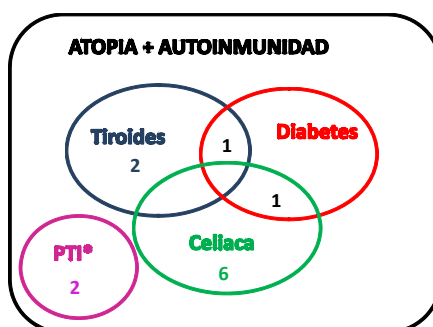 ATOPIA + AUTOINMUNIDAD
Tiroides
2
1
Diabetes
1
Celiaca
6
PTI*
2